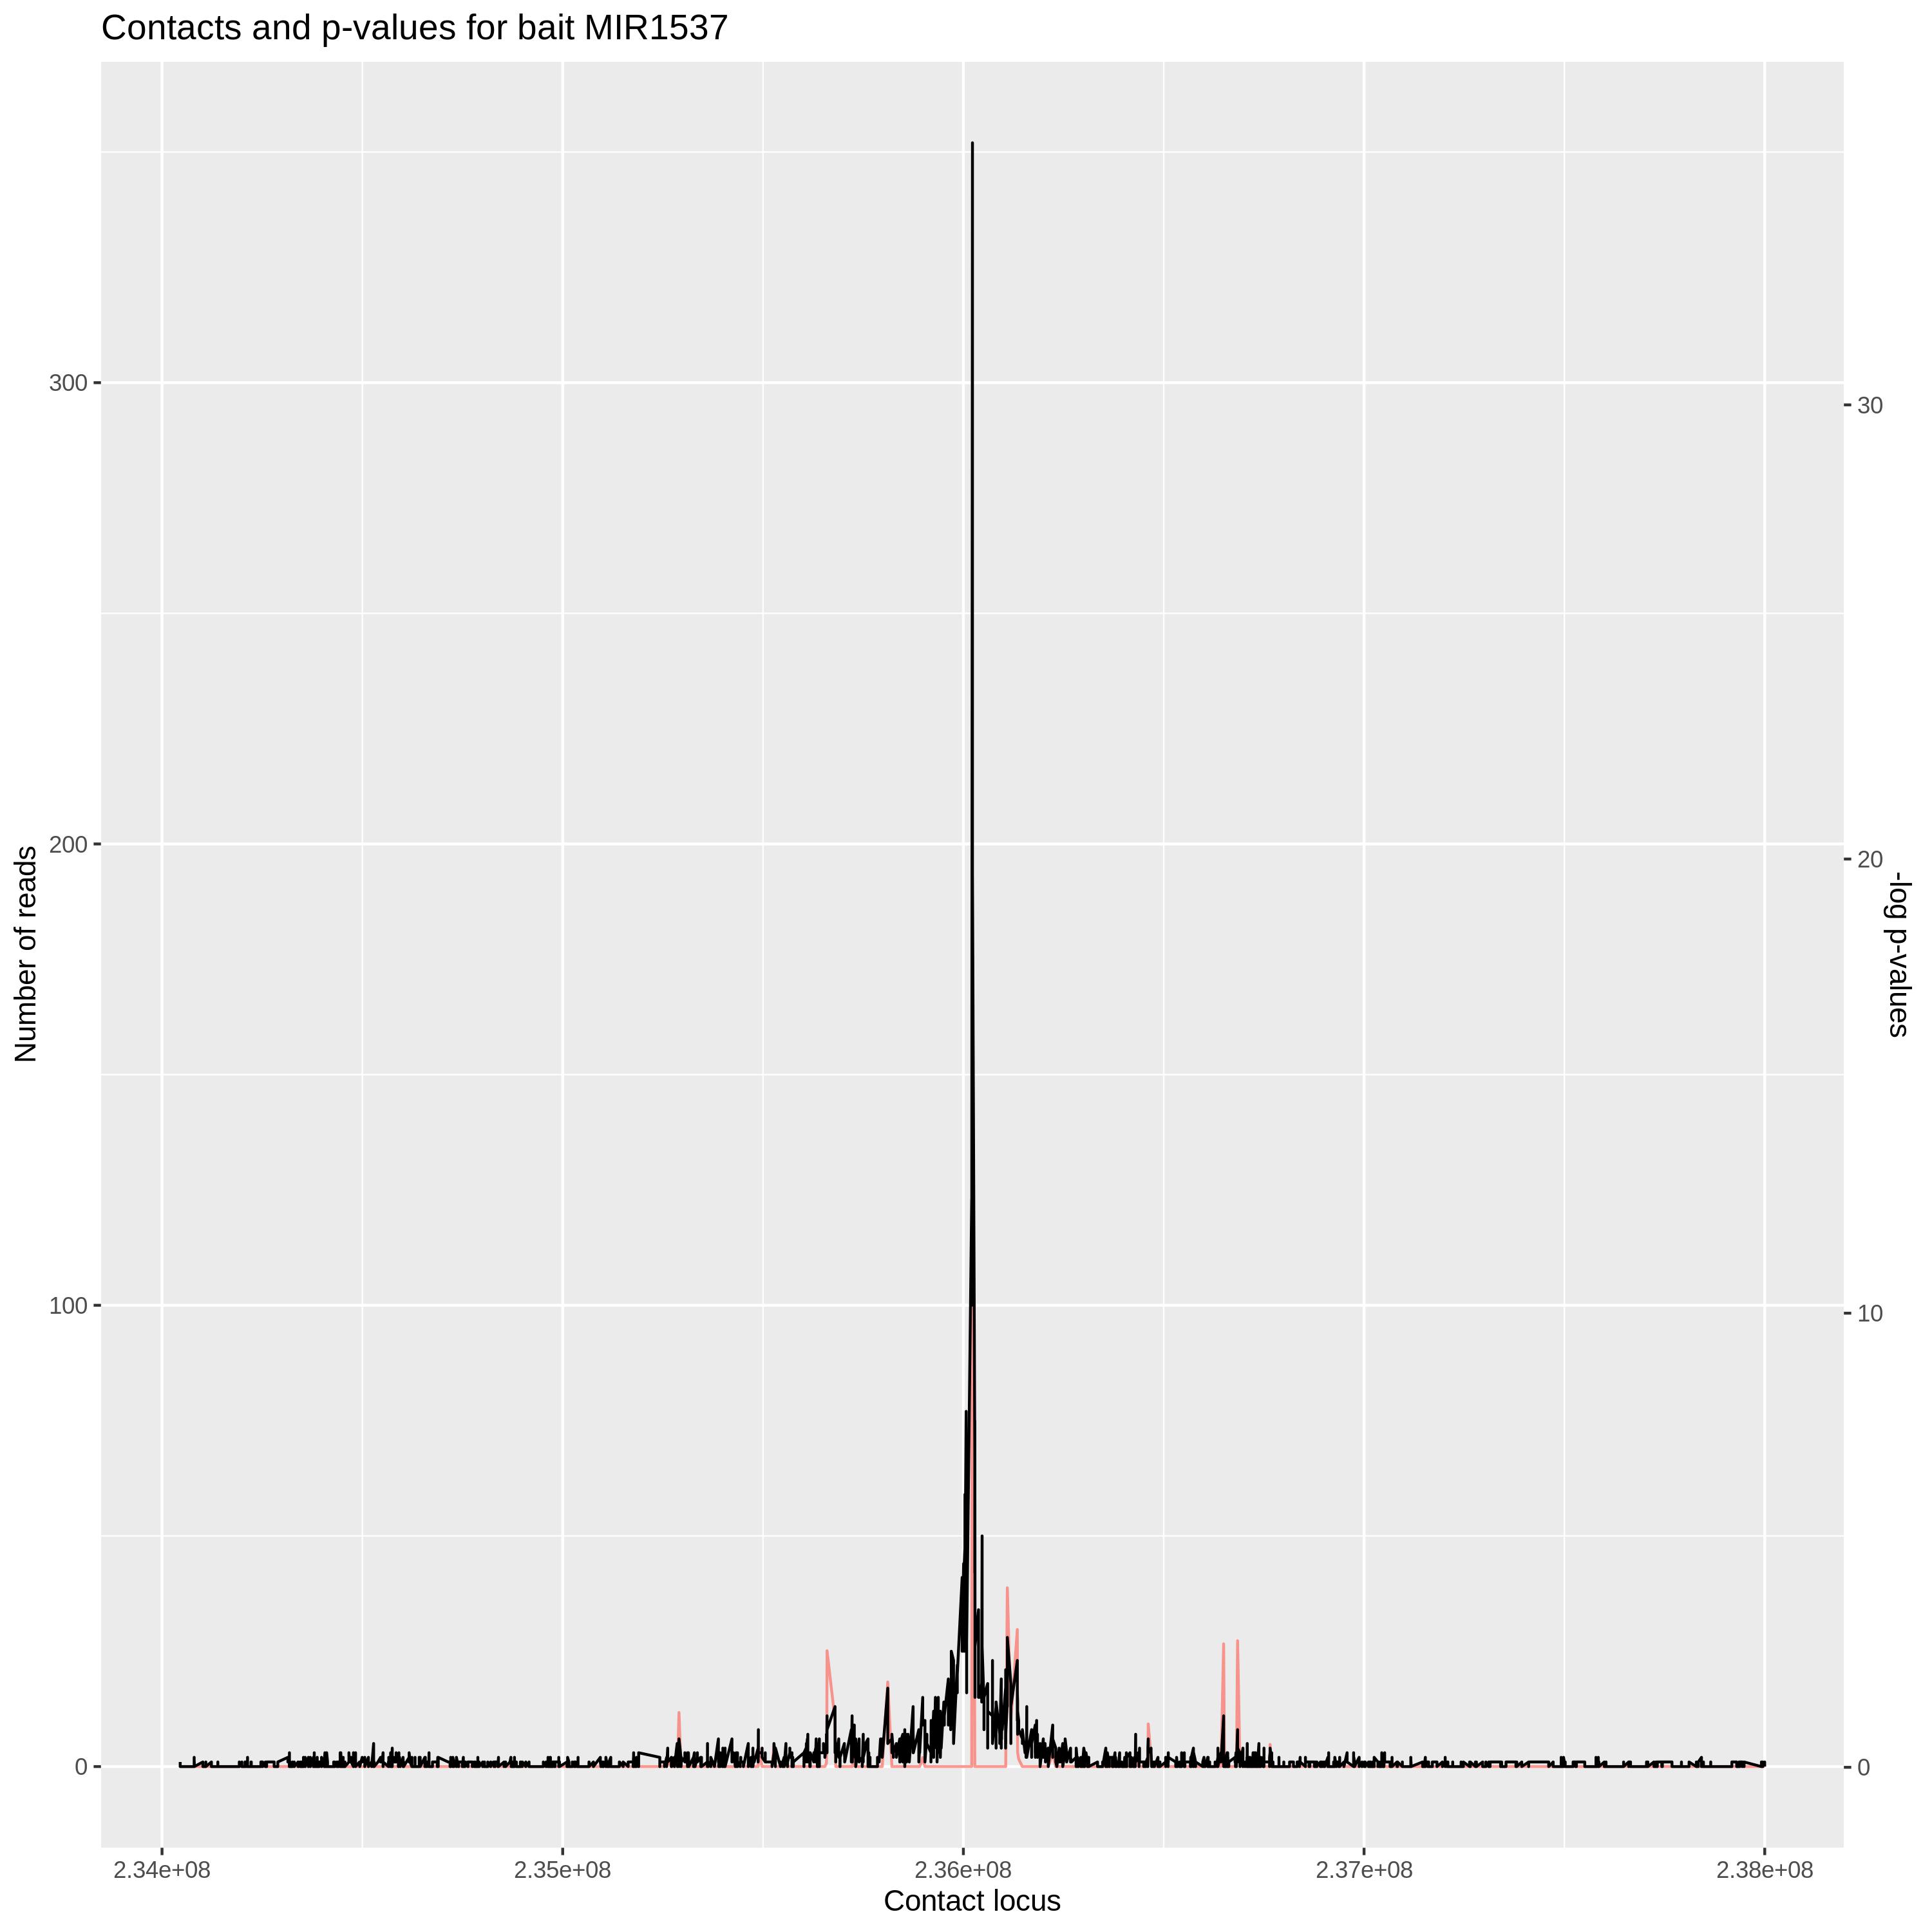 Contacts and p-values for bait MIR1537
300
200
100
0
Number of reads
30
20
10
0
-log p-values
2.34e+08
2.35e+08
2.36e+08
2.37e+08
2.38e+08
Contact locus